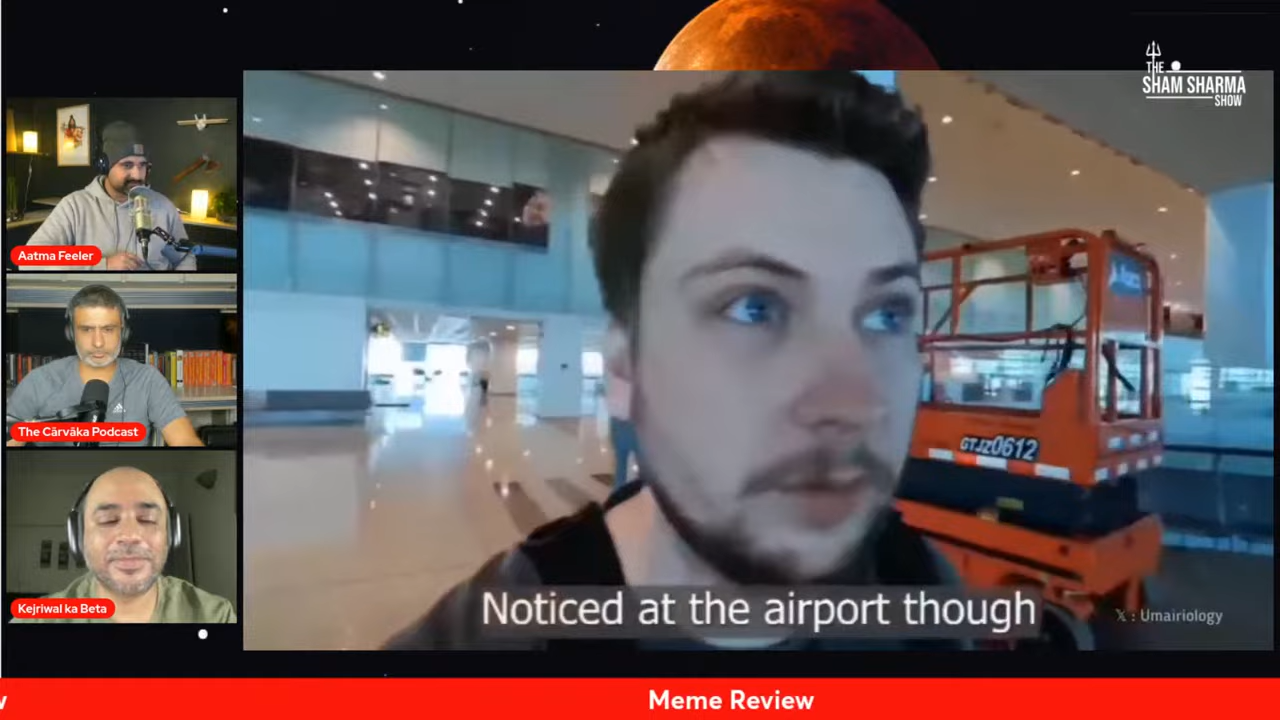 THE
SHAM SHARMA
SHOW
Aatma Feeler
The Cārvāka Podcast
Kejriwal ka Beta
GTJZ0612
Noticed at the airport though
𝕏 : Umairiology
Meme Review